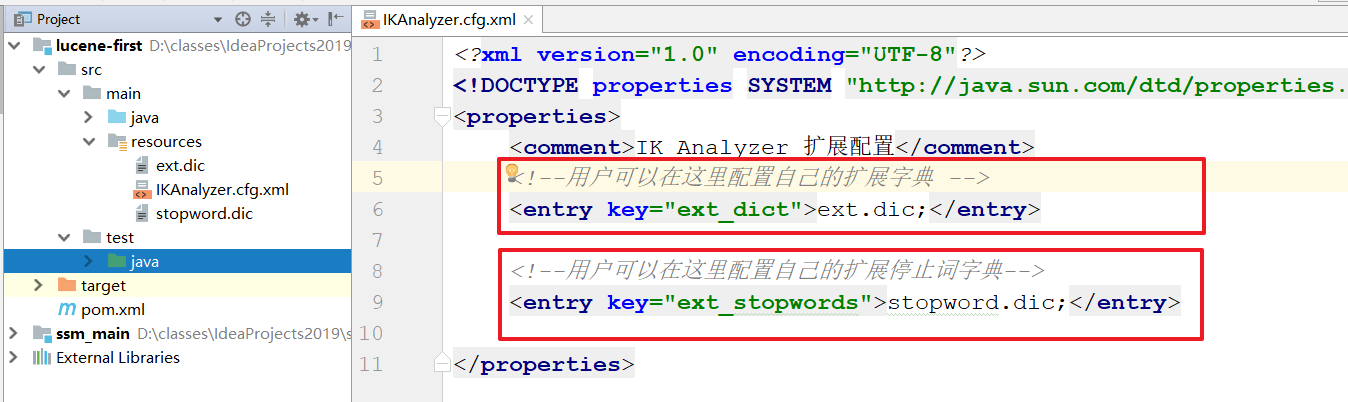 Project
IKAnalyzer.cfg.xml
lucene-first D:\classes\IdeaProjects2019
src
main
java
resources
ext.dic
IKAnalyzer.cfg.xml
stopword.dic
test
java
target
pom.xml
ssm_main D:\classes\IdeaProjects2019\s
External Libraries
1 <?xml version="1.0" encoding="UTF-8"?>
2 <!DOCTYPE properties SYSTEM "http://java.sun.com/dtd/properties.
3 <properties>
4 <comment>IK Analyzer 扩展配置</comment>
5 <!--用户可以在这里配置自己的扩展字典 -->
6 <entry key="ext_dict">ext.dic;</entry>
7
8 <!--用户可以在这里配置自己的扩展停止词字典-->
9 <entry key="ext_stopwords">stopword.dic;</entry>
10
11 </properties>